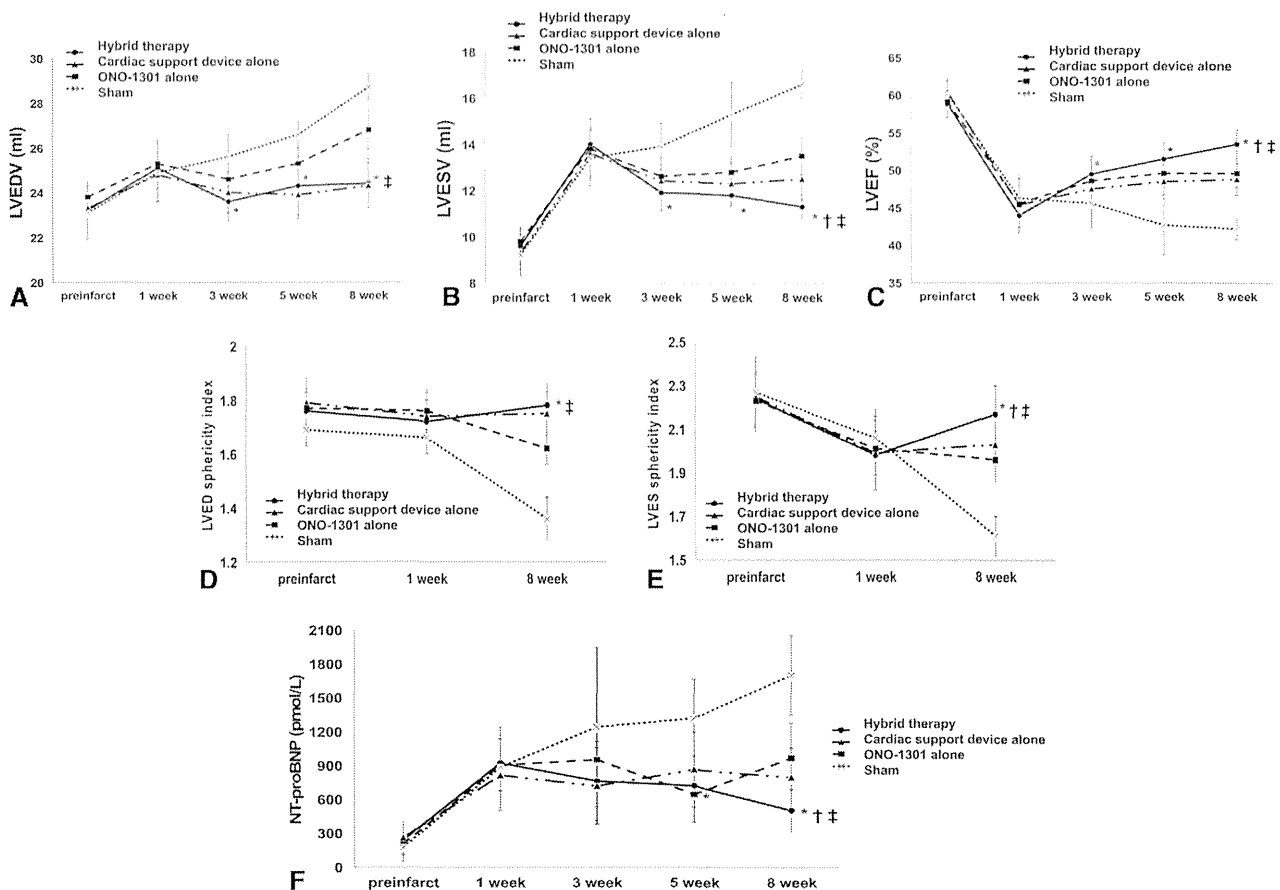 Hybrid therapy
Cardiac support device alone
ONO-1301 alone
Sham
LVEDV (ml)
30
28
26
24
22
20
*
*
* ‡
A
preinfarct 1 week 3 week 5 week 8 week
Hybrid therapy
Cardiac support device alone
ONO-1301 alone
Sham
LVESV (ml)
18
16
14
12
10
8
*
*
* † ‡
B
preinfarct 1 week 3 week 5 week 8 week
Hybrid therapy
Cardiac support device alone
ONO-1301 alone
Sham
LVEF (%)
65
60
55
50
45
40
35
*
*
* † ‡
C
preinfarct 1 week 3 week 5 week 8 week
LVED sphericity index
2
1.8
1.6
1.4
1.2
* ‡
Hybrid therapy
Cardiac support device alone
ONO-1301 alone
Sham
D
preinfarct 1 week 8 week
LVES sphericity index
2.5
2.3
2.1
1.9
1.7
1.5
* † ‡
Hybrid therapy
Cardiac support device alone
ONO-1301 alone
Sham
E
preinfarct 1 week 8 week
NT-proBNP (pmol/L)
2100
1800
1500
1200
900
600
300
0
*
* † ‡
Hybrid therapy
Cardiac support device alone
ONO-1301 alone
Sham
F
preinfarct 1 week 3 week 5 week 8 week